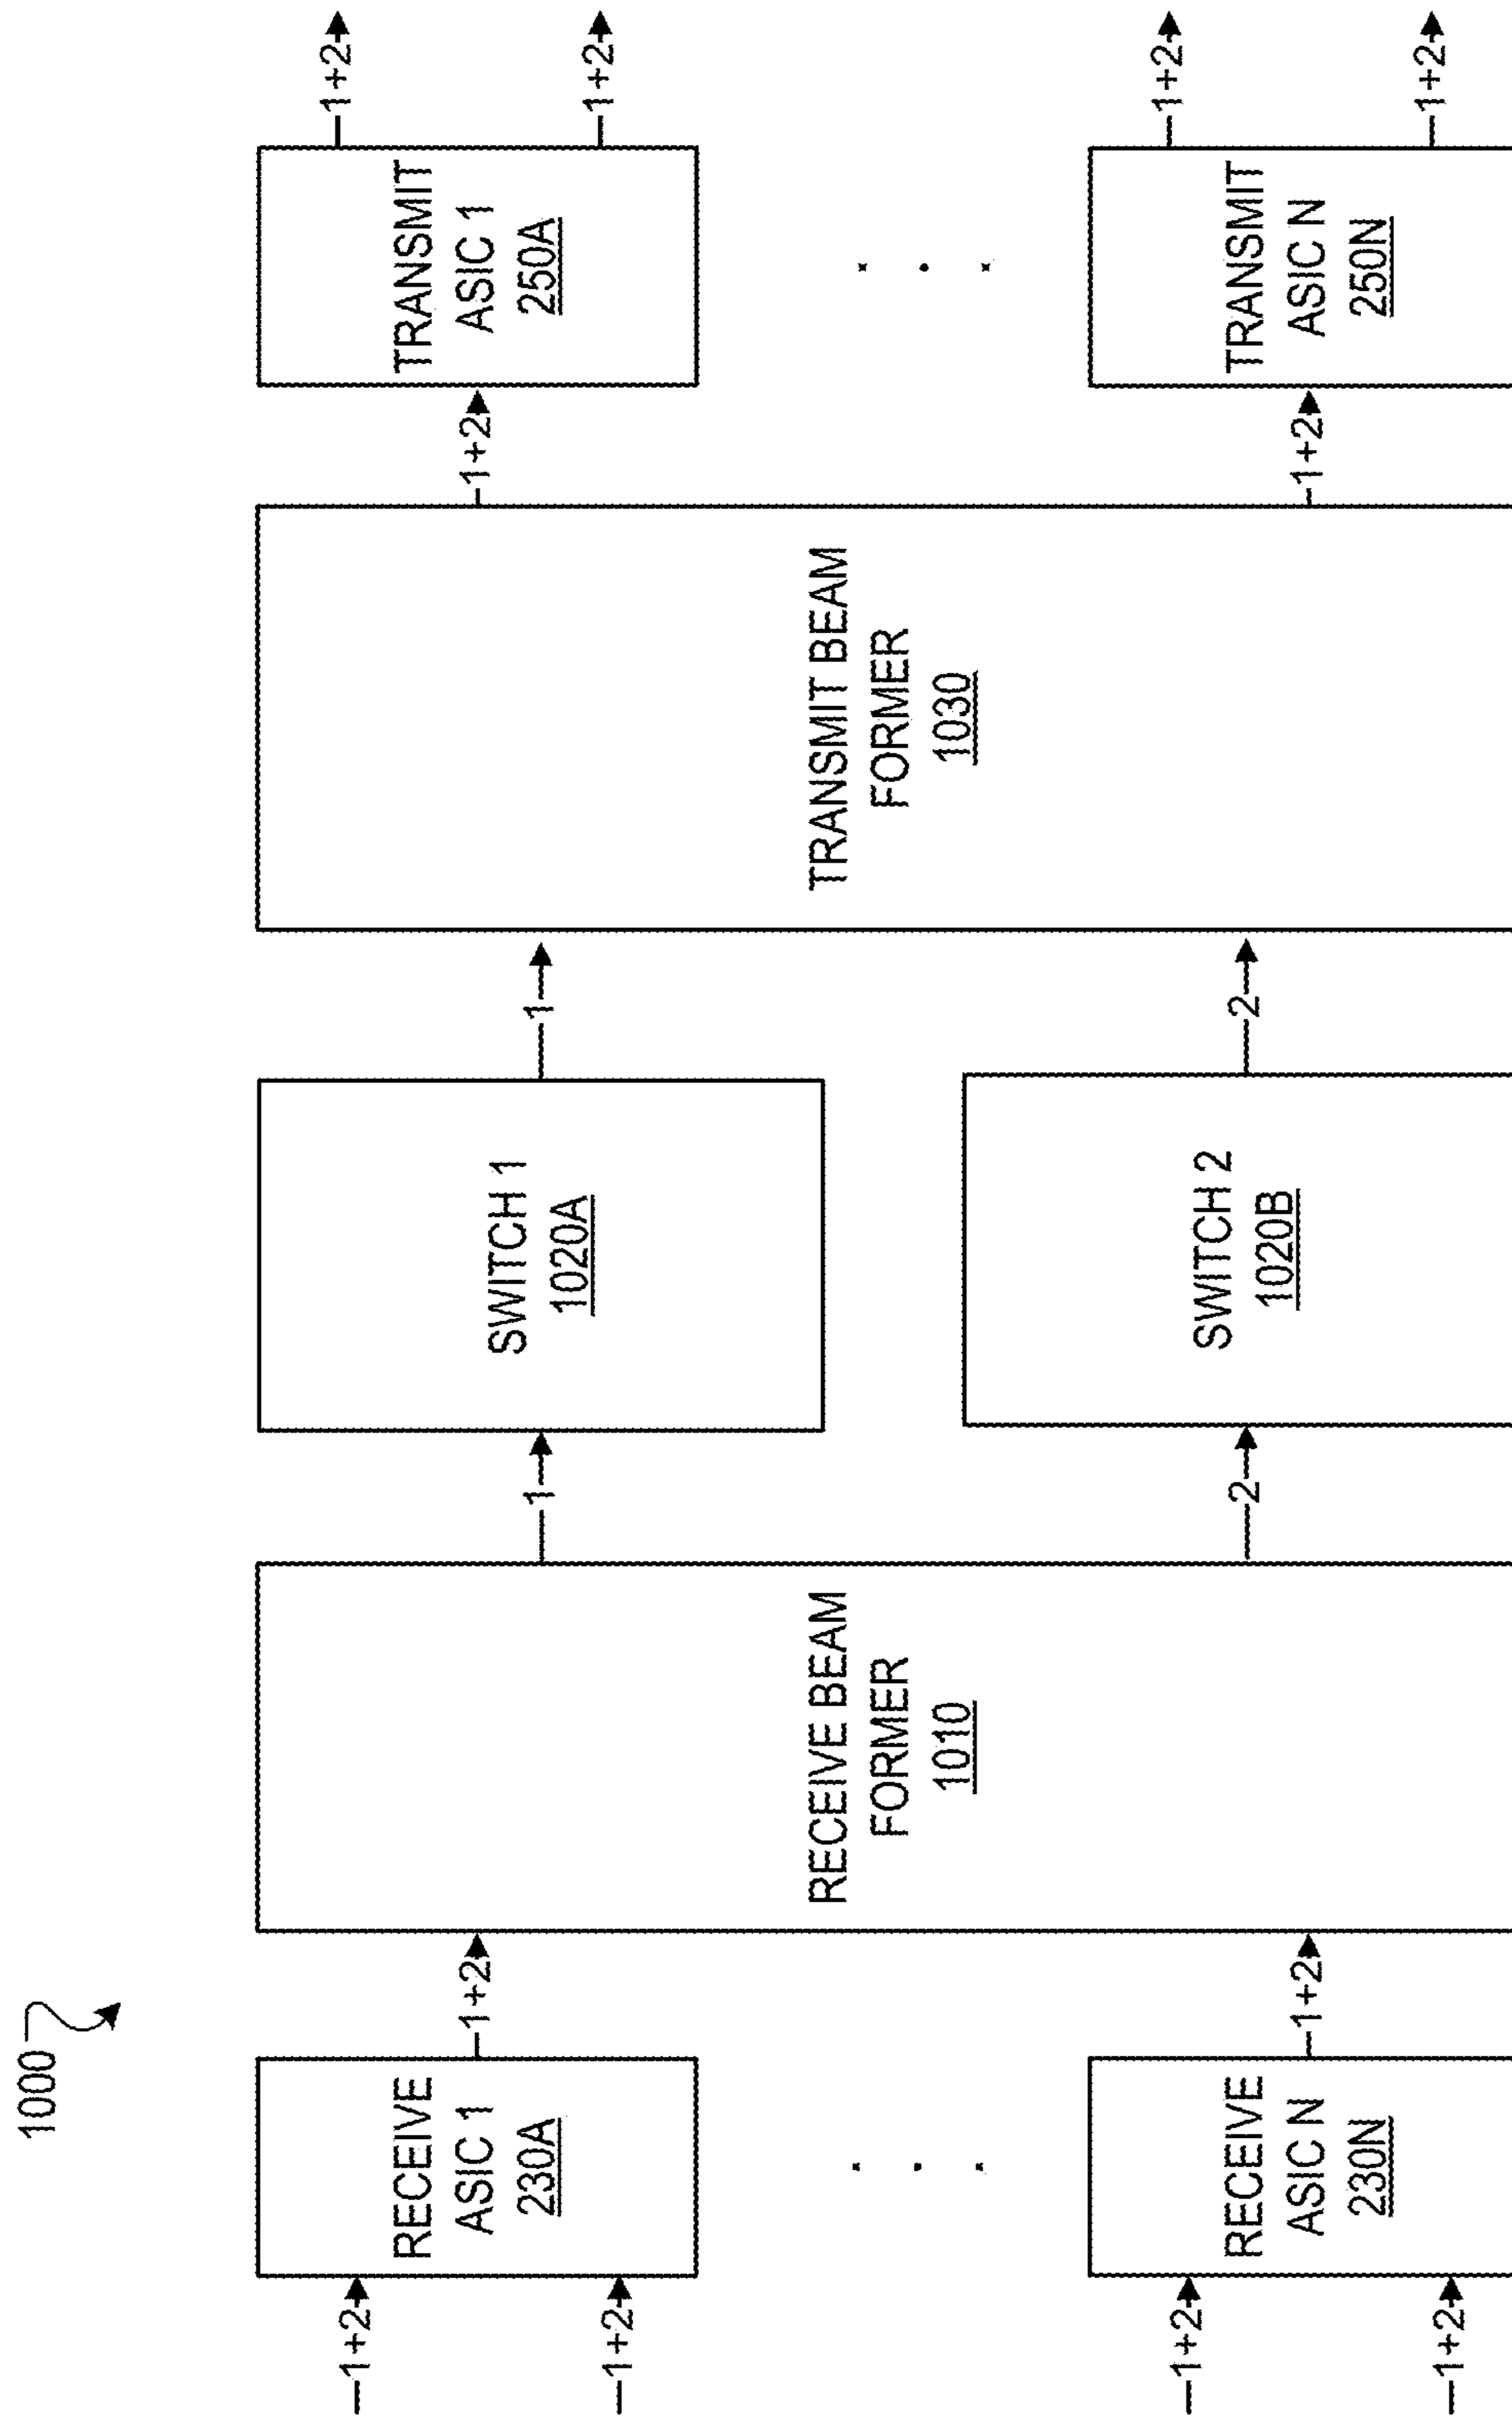 1000
1+2
1+2
RECEIVE
ASIC 1
230A
1+2
. . .
1+2
1+2
RECEIVE
ASIC N
230N
1+2
RECEIVE BEAM
FORMER
1010
1
2
SWITCH 1
1020A
SWITCH 2
1020B
1
2
TRANSMIT BEAM
FORMER
1030
1+2
1+2
TRANSMIT
ASIC 1
250A
1+2
1+2
. . .
TRANSMIT
ASIC N
250N
1+2
1+2